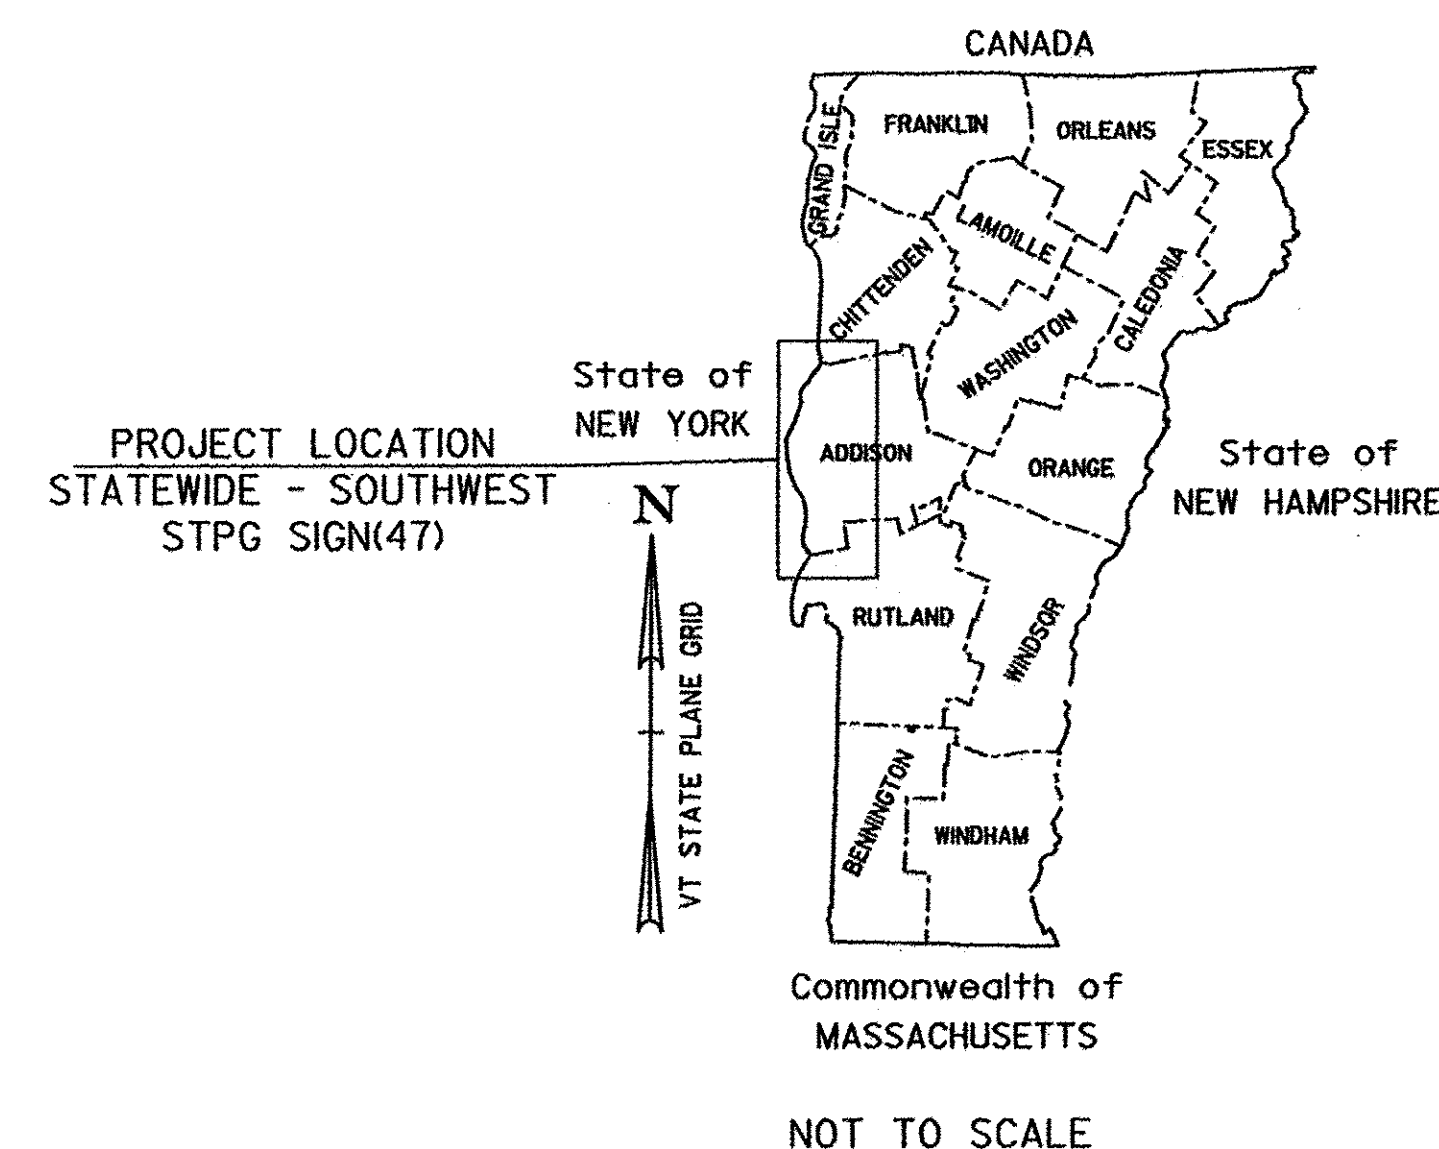 CANADA
FRANKLIN
ORLEANS
ESSEX
GRAND ISLE
LAMOILLE
CHITTENDEN
CALEDONIA
WASHINGTON
State of
NEW YORK
ADDISON
ORANGE
State of
NEW HAMPSHIRE
PROJECT LOCATION
STATEWIDE - SOUTHWEST
STPG SIGN(47)
N
VT STATE PLANE GRID
RUTLAND
WINDSOR
BENNINGTON
WINDHAM
Commonwealth of
MASSACHUSETTS
NOT TO SCALE